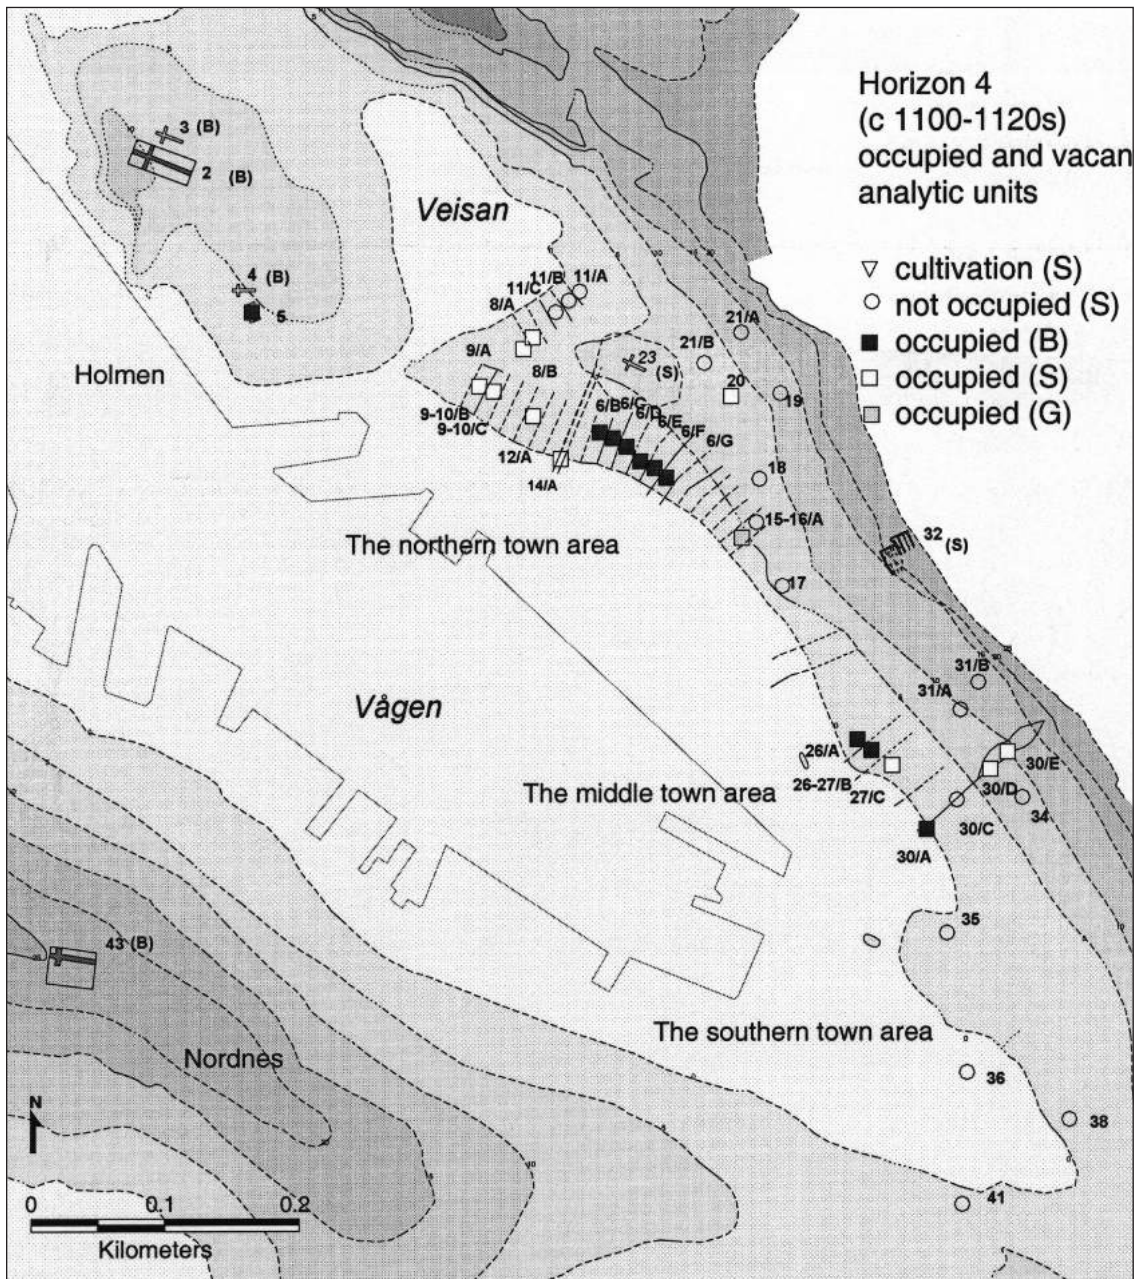 Horizon 4
(c 1100-1120s)
occupied and vacan
analytic units
cultivation (S)
not occupied (S)
occupied (B)
occupied (S)
occupied (G)
3 (B)
2 (B)
Veisan
4 (B)
5
Holmen
11/A
11/B
11/C
8/A
9/A
8/B
9-10/B
9-10/C
12/A
14/A
23
(S)
21/A
21/B
20
19
6/B
6/C
6/D
6/E
6/F
6/G
18
15-16/A
17
32 (S)
The northern town area
Vågen
31/B
31/A
26/A
26-27/B
27/C
The middle town area
30/E
30/D
30/C
30/A
34
35
43 (B)
The southern town area
Nordnes
36
38
41
N
0 0.1 0.2
Kilometers